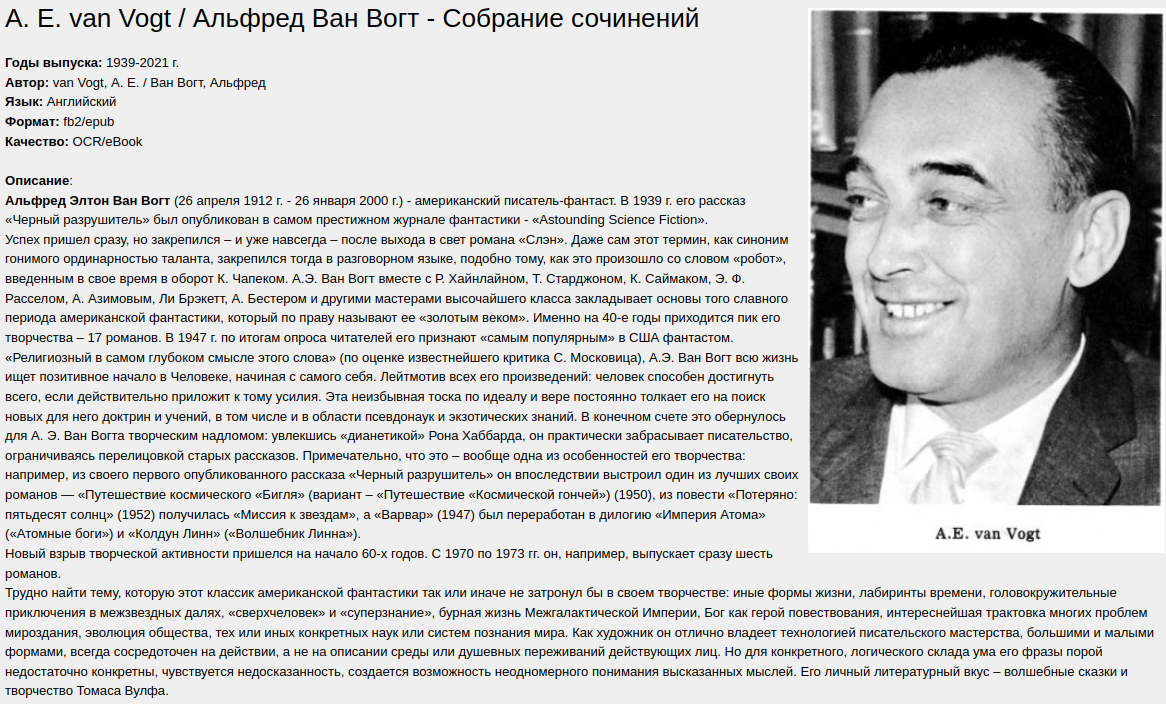 A. E. van Vogt / Альфред Ван Вогт - Собрание сочинений
Годы выпуска: 1939-2021 г.
Автор: van Vogt, A. E. / Ван Вогт, Альфред
Язык: Английский
Формат: fb2/epub
Качество: OCR/eBook
Описание:
Альфред Элтон Ван Вогт (26 апреля 1912 г. - 26 января 2000 г.) - американский писатель-фантаст. В 1939 г. его рассказ
«Черный разрушитель» был опубликован в самом престижном журнале фантастики - «Astounding Science Fiction».
Успех пришел сразу, но закрепился – и уже навсегда – после выхода в свет романа «Слэн». Даже сам этот термин, как синоним
гонимого ординарностью таланта, закрепился тогда в разговорном языке, подобно тому, как это произошло со словом «робот»,
введенным в свое время в оборот К. Чапеком. А.Э. Ван Вогт вместе с Р. Хайнлайном, Т. Старджоном, К. Саймаком, Э. Ф.
Расселом, А. Азимовым, Ли Брэкетт, А. Бестером и другими мастерами высочайшего класса закладывает основы того славного
периода американской фантастики, который по праву называют ее «золотым веком». Именно на 40-е годы приходится пик его
творчества – 17 романов. В 1947 г. по итогам опроса читателей его признают «самым популярным» в США фантастом.
«Религиозный в самом глубоком смысле этого слова» (по оценке известнейшего критика С. Московица), А.Э. Ван Вогт всю жизнь
ищет позитивное начало в Человеке, начиная с самого себя. Лейтмотив всех его произведений: человек способен достигнуть
всего, если действительно приложит к тому усилия. Эта неизбывная тоска по идеалу и вере постоянно толкает его на поиск
новых для него доктрин и учений, в том числе и в области псевдонаук и экзотических знаний. В конечном счете это обернулось
для А. Э. Ван Вогта творческим надломом: увлекшись «дианетикой» Рона Хаббарда, он практически забрасывает писательство,
ограничиваясь перелицовкой старых рассказов. Примечательно, что это – вообще одна из особенностей его творчества:
например, из своего первого опубликованного рассказа «Черный разрушитель» он впоследствии выстроил один из лучших своих
романов — «Путешествие космического «Бигля» (вариант – «Путешествие «Космической гончей») (1950), из повести «Потеряно:
пятьдесят солнц» (1952) получилась «Миссия к звездам», а «Варвар» (1947) был переработан в дилогию «Империя Атома»
(«Атомные боги») и «Колдун Линн» («Волшебник Линна»).
Новый взрыв творческой активности пришелся на начало 60-х годов. С 1970 по 1973 гг. он, например, выпускает сразу шесть
романов.
Трудно найти тему, которую этот классик американской фантастики так или иначе не затронул бы в своем творчестве: иные формы жизни, лабиринты времени, головокружительные
приключения в межзвездных далях, «сверхчеловек» и «суперзнание», бурная жизнь Межгалактической Империи, Бог как герой повествования, интереснейшая трактовка многих проблем
мироздания, эволюция общества, тех или иных конкретных наук или систем познания мира. Как художник он отлично владеет технологией писательского мастерства, большими и малыми
формами, всегда сосредоточен на действии, а не на описании среды или душевных переживаний действующих лиц. Но для конкретного, логического склада ума его фразы порой
недостаточно конкретны, чувствуется недосказанность, создается возможность неодномерного понимания высказанных мыслей. Его личный литературный вкус – волшебные сказки и
творчество Томаса Вулфа.
A.E. van Vogt